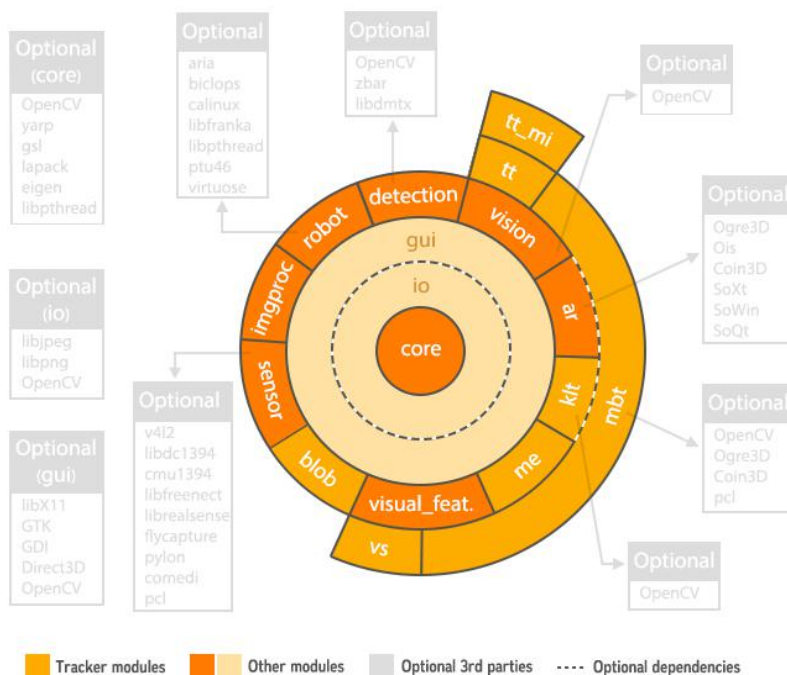 Optional
(core)
OpenCV
yarp
gsl
lapack
eigen
libpthread
Optional
aria
biclops
calinux
libfranka
libpthread
ptu46
virtuose
Optional
OpenCV
zbar
libdmtx
Optional
OpenCV
tt_mi
tt
detection
vision
robot
gui
imgproc
io
ar
core
sensor
klt
mbt
blob
me
visual_feat.
vs
Optional
Ogre3D
Ois
Coin3D
SoXt
SoWin
SoQt
Optional
(io)
libjpeg
libpng
OpenCV
Optional
v4l2
libdc1394
cmu1394
libfreenect
librealsense
flycapture
pylon
comedi
pcl
Optional
OpenCV
Ogre3D
Coin3D
pcl
Optional
(gui)
libX11
GTK
GDI
Direct3D
OpenCV
Optional
OpenCV
Tracker modules
Other modules
Optional 3rd parties
Optional dependencies